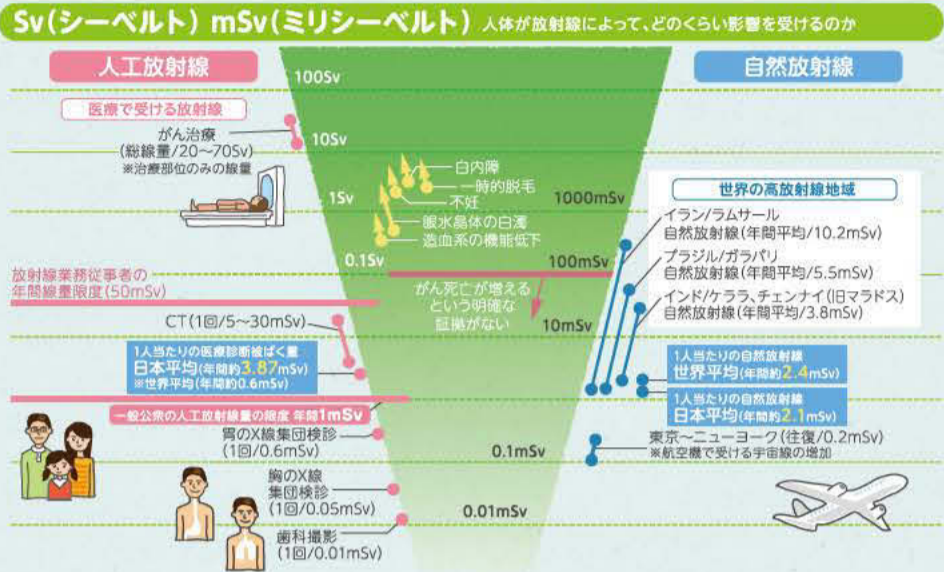 Sv(シーベルト) mSv(ミリシーベルト) 人体が放射線によって、どのくらい影響を受けるのか
人工放射線
自然放射線
100Sv
医療で受ける放射線
がん治療
(総線量/20〜70Sv)
※治療部位のみの線量
10Sv
白内障
一時的脱毛
不妊
眼水晶体の白濁
造血系の機能低下
1Sv
1000mSv
世界の高放射線地域
イラン/ラムサール
自然放射線(年間平均/10.2mSv)
ブラジル/ガラパリ
自然放射線(年間平均/5.5mSv)
インド/ケララ、チェンナイ(旧マラドス)
自然放射線(年間平均/3.8mSv)
0.1Sv
100mSv
放射線業務従事者の
年間線量限度(50mSv)
がん死亡が増える
という明確な
証拠がない
10mSv
CT(1回/5〜30mSv)
1人当たりの医療診断被ばく量
日本平均(年間約3.87mSv)
※世界平均(年間約0.6mSv)
1人当たりの自然放射線
世界平均(年間約2.4mSv)
1人当たりの自然放射線
日本平均(年間約2.1mSv)
一般公衆の人工放射線量の限度 年間1mSv
胃のX線集団検診
(1回/0.6mSv)
0.1mSv
東京〜ニューヨーク(往復/0.2mSv)
※航空機で受ける宇宙線の増加
胸のX線
集団検診
(1回/0.05mSv)
0.01mSv
歯科撮影
(1回/0.01mSv)